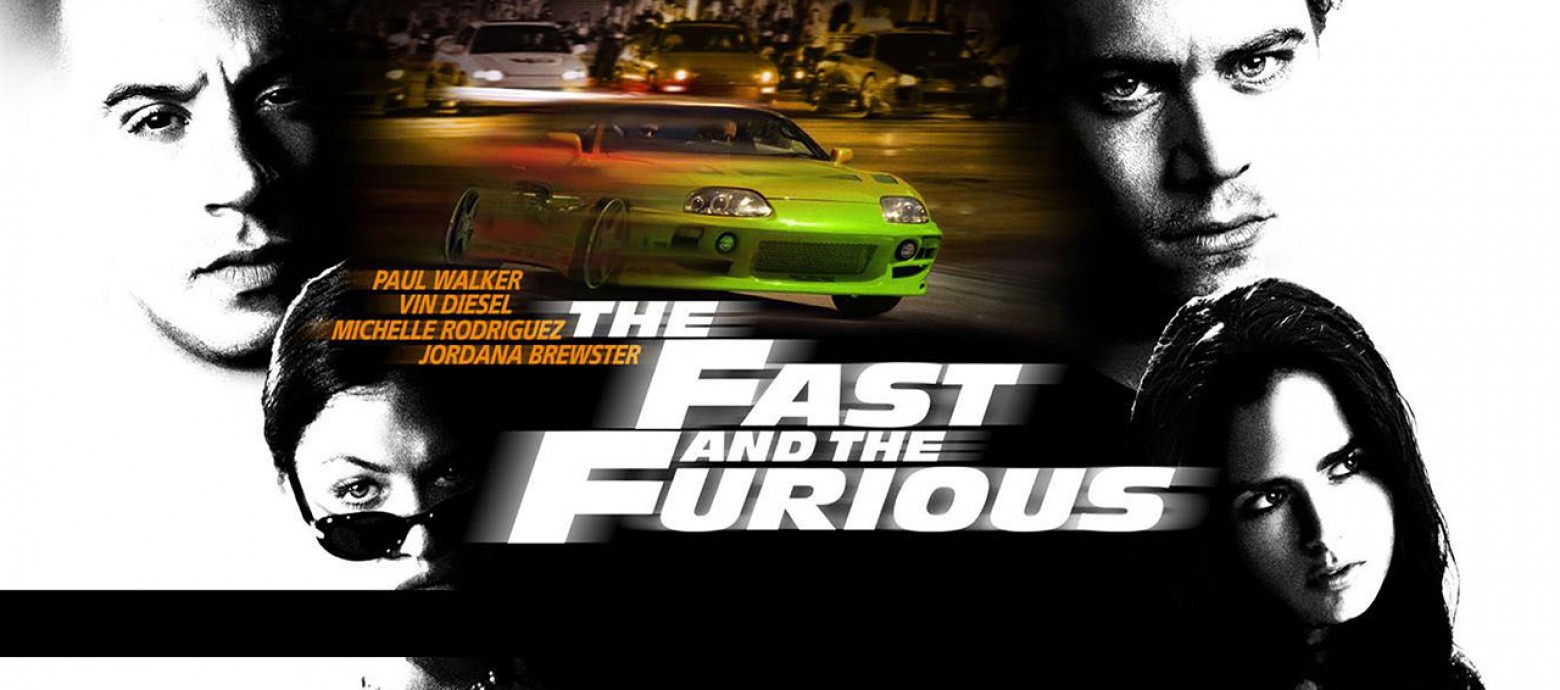 PAUL WALKER
VIN DIESEL
MICHELLE RODRIGUEZ
JORDANA BREWSTER
THE
FAST
AND THE
FURIOUS